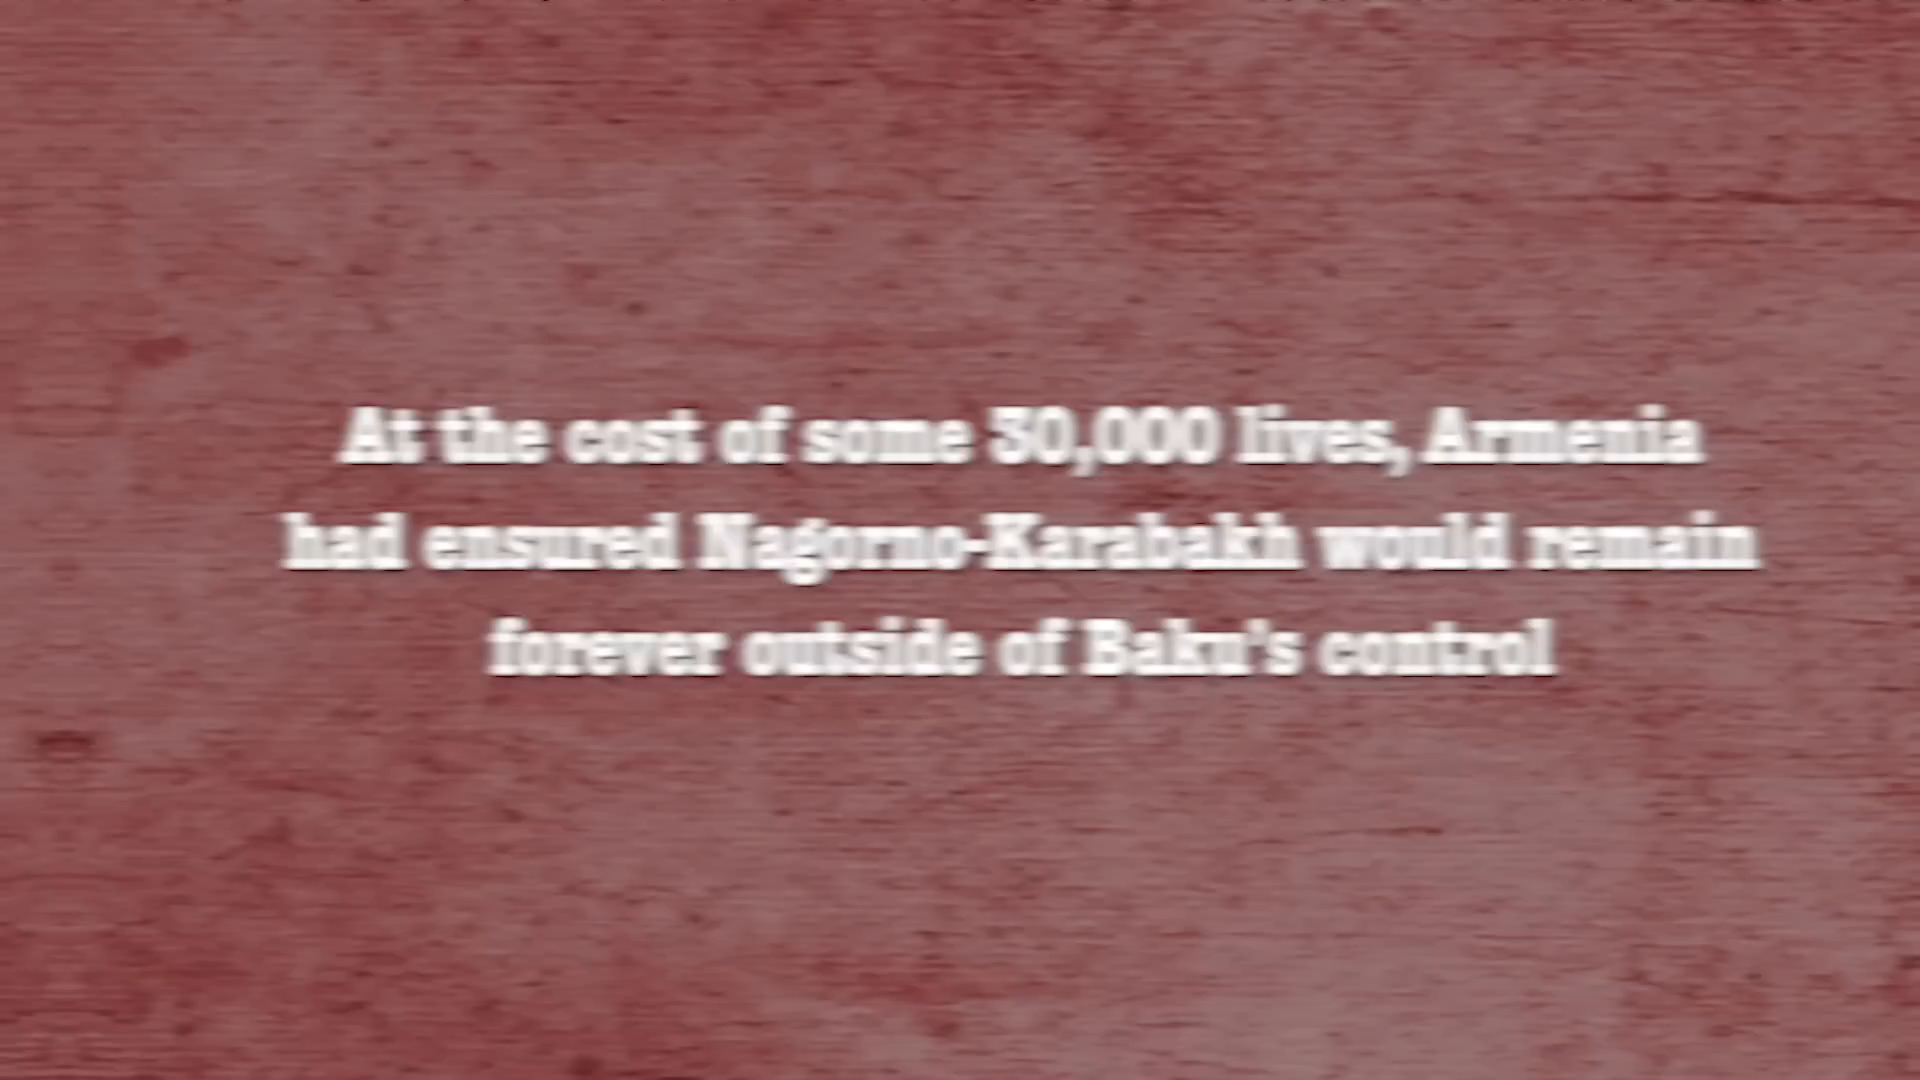 At the cost of some 30,000 lives, Armenia
had ensured Nagorno-Karabakh would remain
forever outside of Baku's control